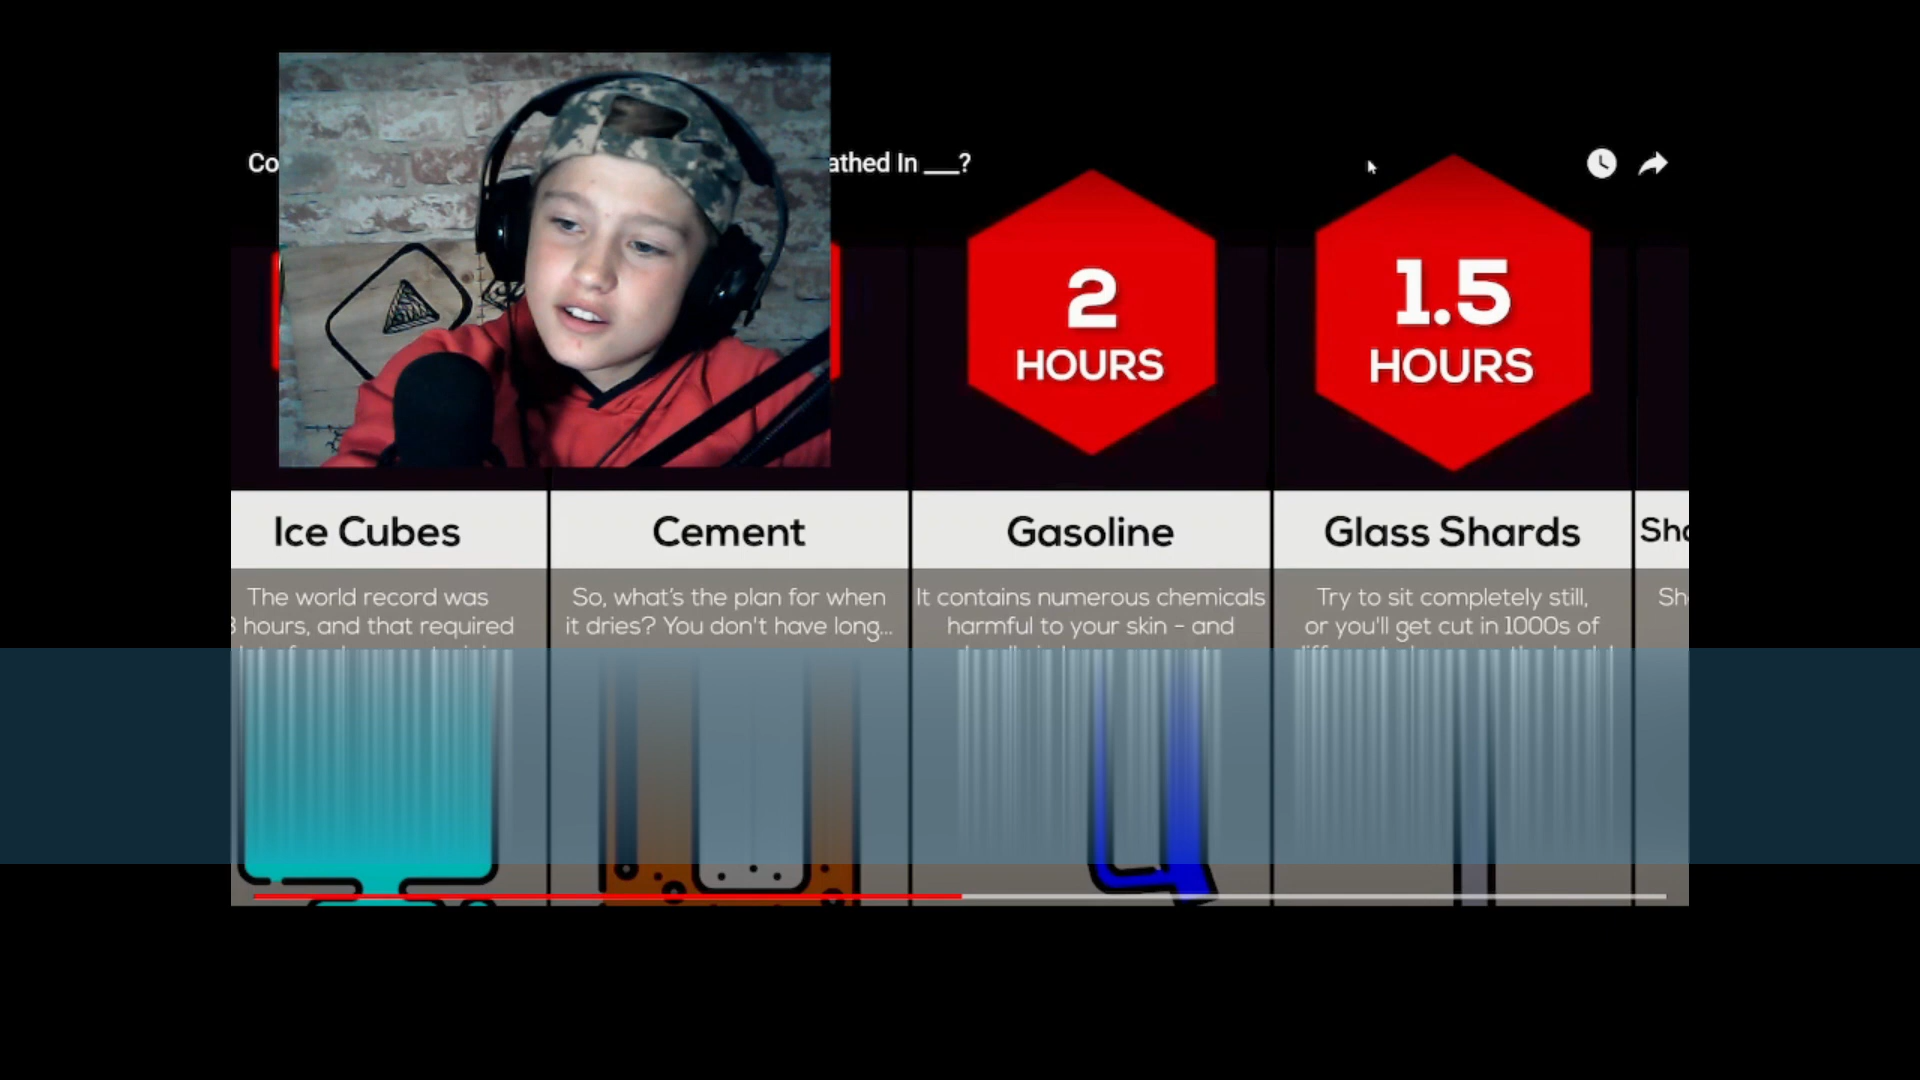 Co
athed In ___?
2
HOURS
1.5
HOURS
Ice Cubes
Cement
Gasoline
Glass Shards
Sha
The world record was
hours, and that required
So, what's the plan for when
it dries? You don't have long...
It contains numerous chemicals
harmful to your skin - and
Try to sit completely still,
or you'll get cut in 1000s of
Sh